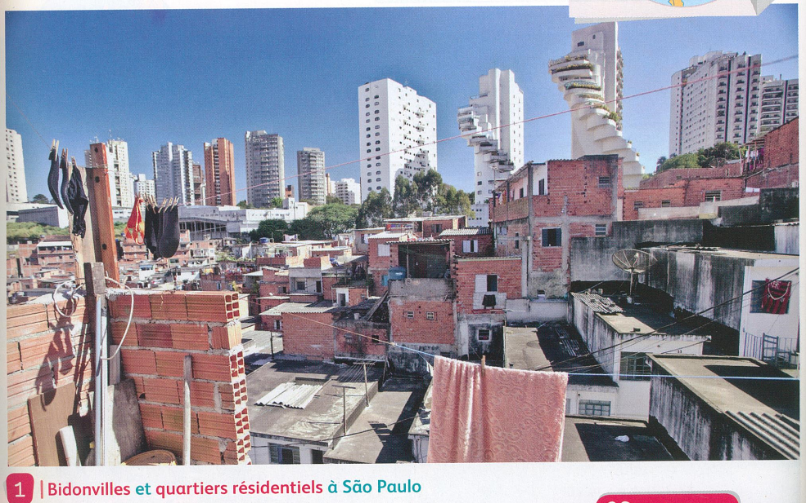 1 | Bidonvilles et quartiers résidentiels à São Paulo